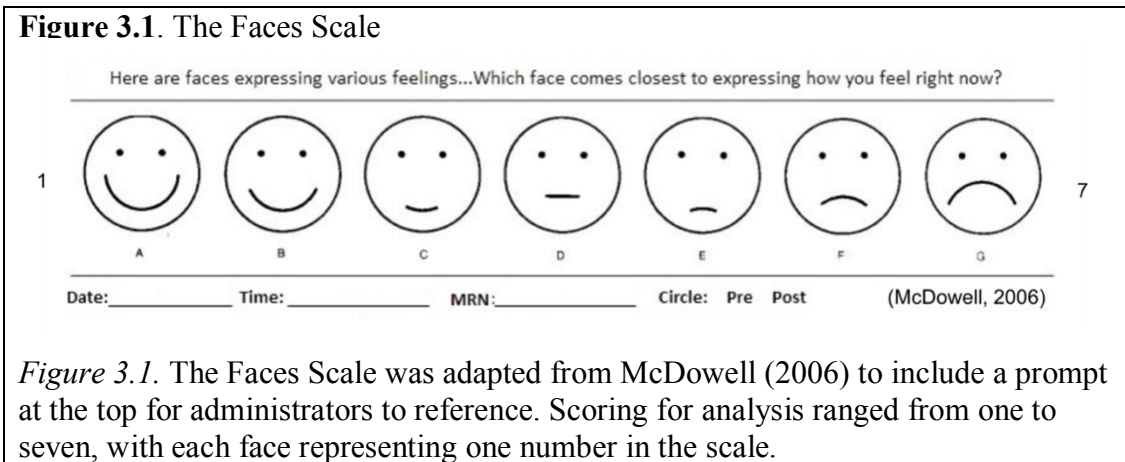 Figure 3.1. The Faces Scale
Here are faces expressing various feelings...Which face comes closest to expressing how you feel right now?
1 7
A B C D E F G
Date:____________ Time:________________ MRN:________________ Circle: Pre Post (McDowell, 2006)
Figure 3.1. The Faces Scale was adapted from McDowell (2006) to include a prompt
at the top for administrators to reference. Scoring for analysis ranged from one to
seven, with each face representing one number in the scale.